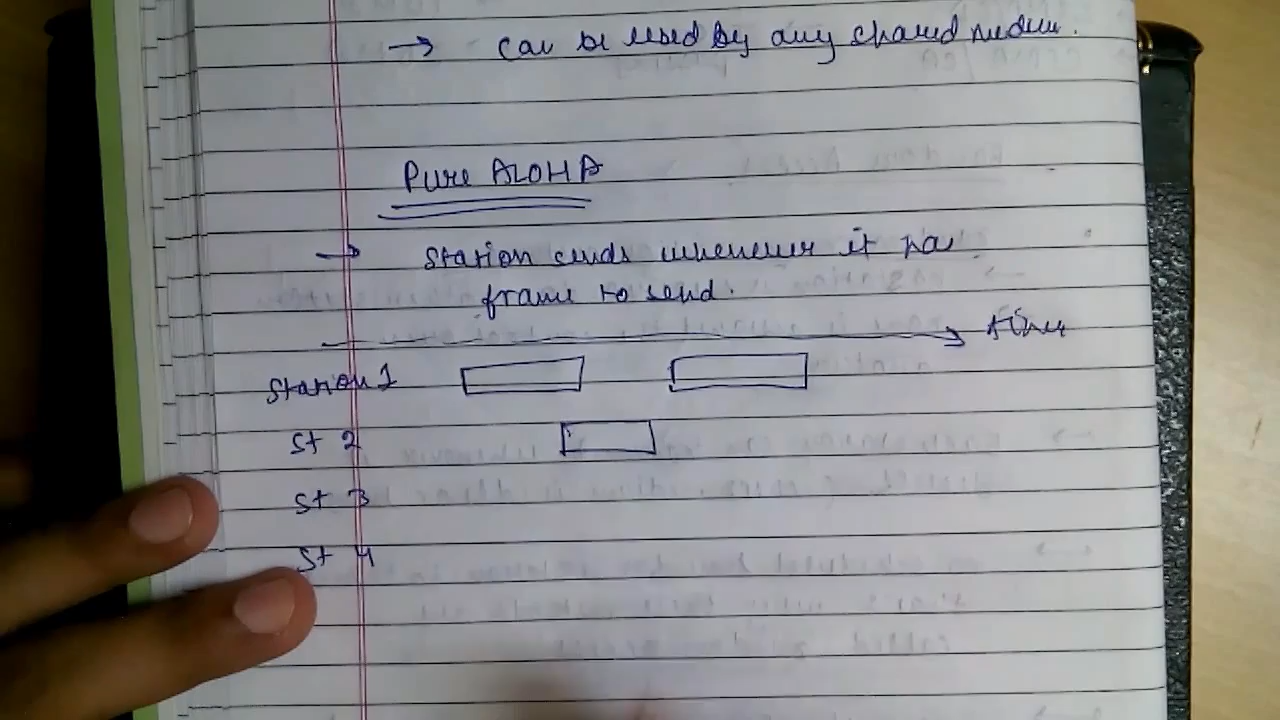 → can be used by any shared medium.
Pure ALOHA
→ Station sends whenever it has
frame to send.
time
Station 1
St 2
St 3
St 4